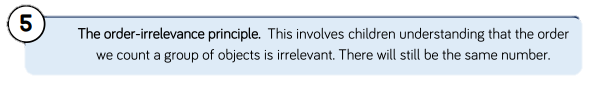 5
The order-irrelevance principle. This involves children understanding that the order
we count a group of objects is irrelevant. There will still be the same number.